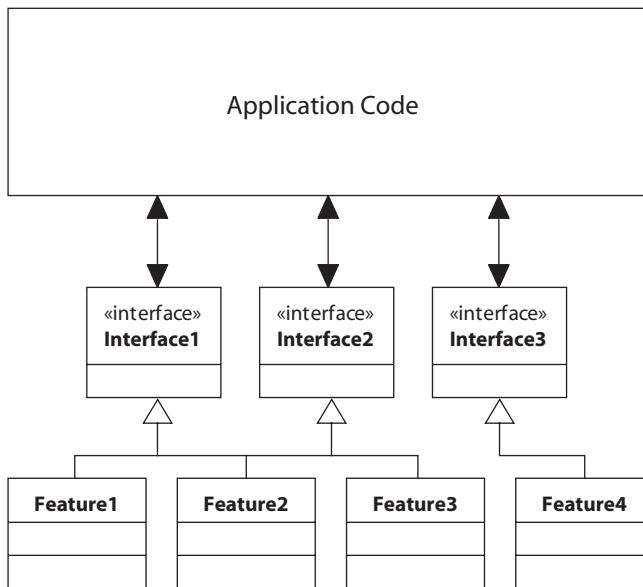 Application Code
«interface»
Interface1
«interface»
Interface2
«interface»
Interface3
Feature1
Feature2
Feature3
Feature4